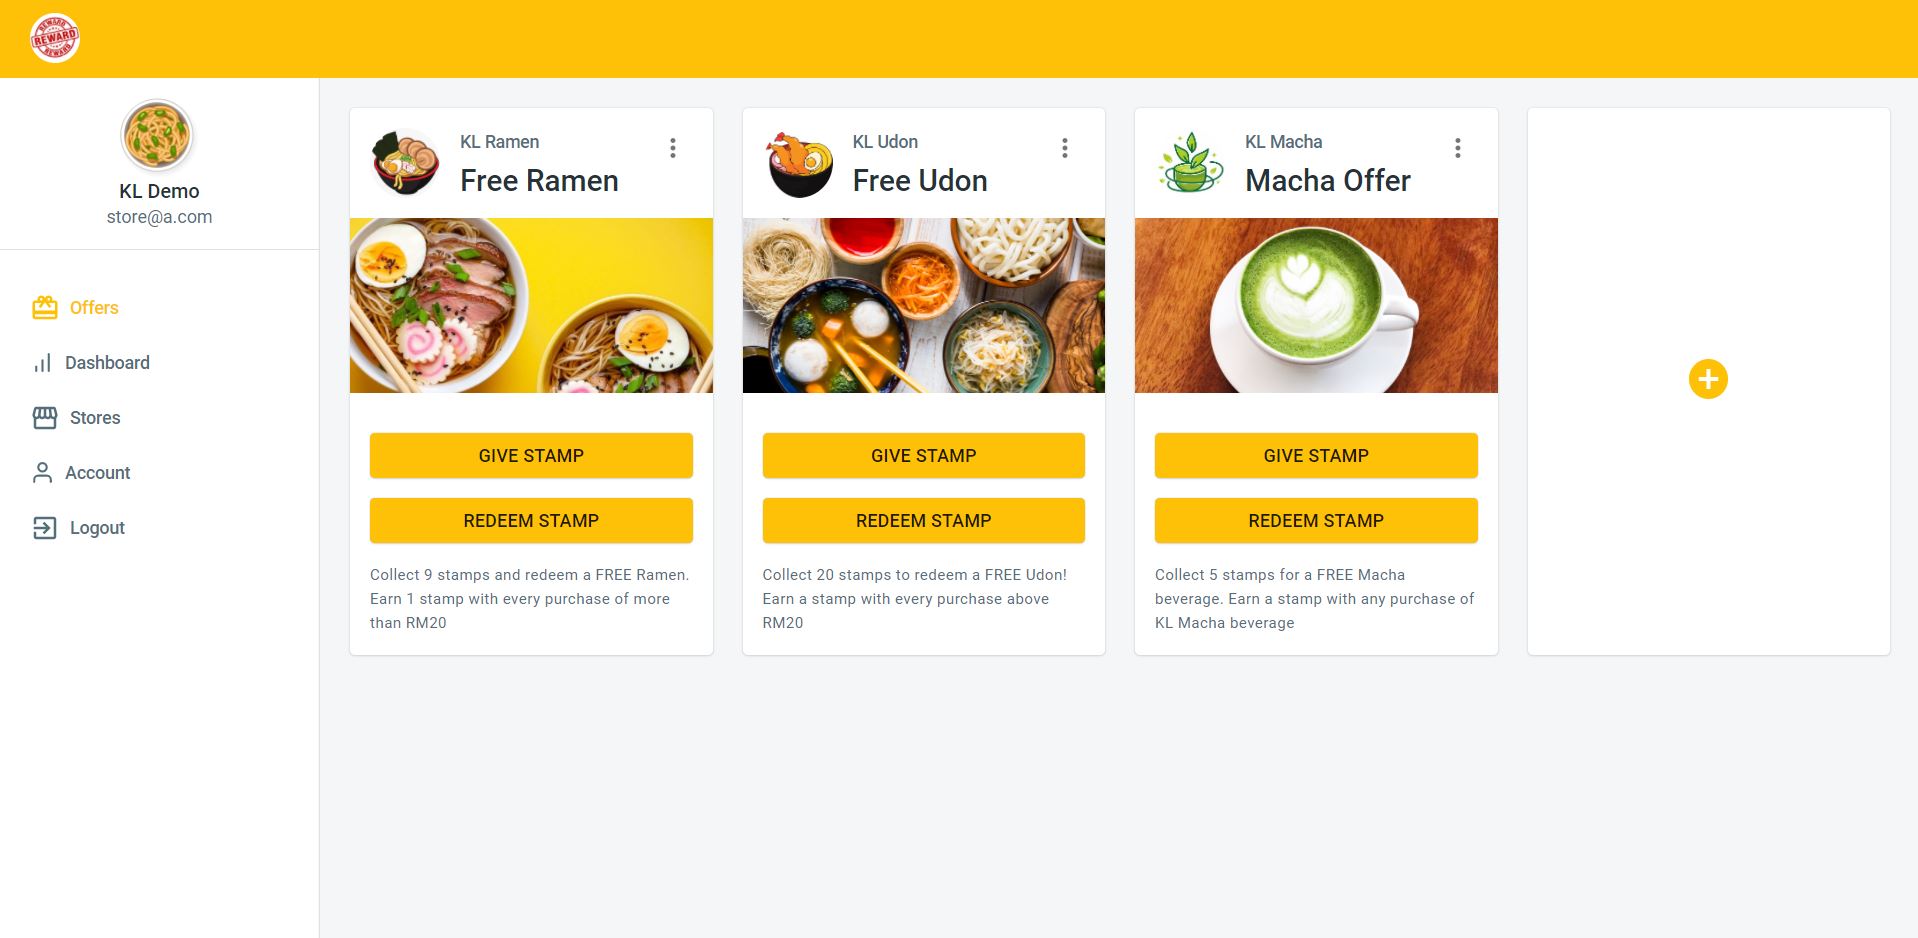 REWARD
REWARD
REWARD
KL Demo
store@a.com
Offers
Dashboard
Stores
Account
Logout
KL Ramen
Free Ramen
GIVE STAMP
REDEEM STAMP
Collect 9 stamps and redeem a FREE Ramen.
Earn 1 stamp with every purchase of more
than RM20
KL Udon
Free Udon
GIVE STAMP
REDEEM STAMP
Collect 20 stamps to redeem a FREE Udon!
Earn a stamp with every purchase above
RM20
KL Macha
Macha Offer
GIVE STAMP
REDEEM STAMP
Collect 5 stamps for a FREE Macha
beverage. Earn a stamp with any purchase of
KL Macha beverage